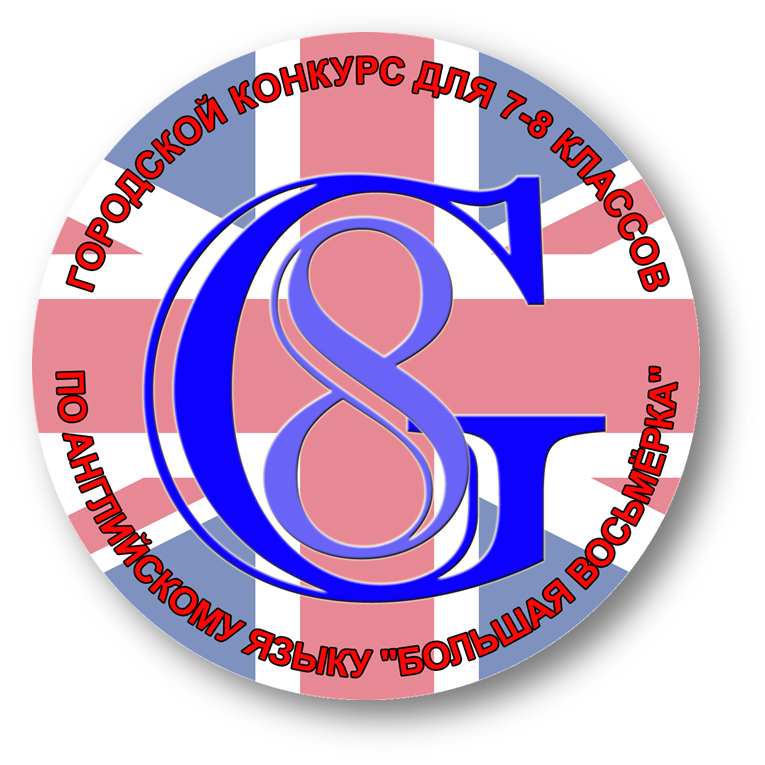 ГОРОДСКОЙ КОНКУРС ДЛЯ 7-8 КЛАССОВ
G8
ПО АНГЛИЙСКОМУ ЯЗЫКУ "БОЛЬШАЯ ВОСЬМЁРКА"